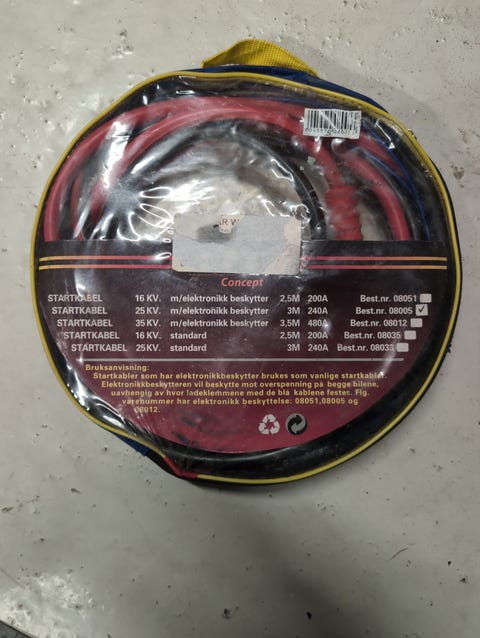 R W
Concept
STARTKABEL 16 KV. m/elektronikk beskytter 2,5M 200A Best.nr. 08051
STARTKABEL 25 KV. m/elektronikk beskytter 3M 240A Best.nr. 08005
STARTKABEL 35 KV. m/elektronikk beskytter 3,5M 480A Best.nr. 08012
STARTKABEL 16 KV. standard 2,5M 200A Best.nr. 08035
STARTKABEL 25 KV. standard 3M 240A Best.nr. 08033
Bruksanvisning:
Startkabler som har elektronikkbeskytter brukes som vanlige startkabler.
Elektronikkbeskytteren vil beskytte mot overspenning på begge bilene,
uavhengig av hvor ladeklemmene med de blå kablene fester. Flg.
varenummer har elektronikk beskyttelse: 08051,08005 og
08012.